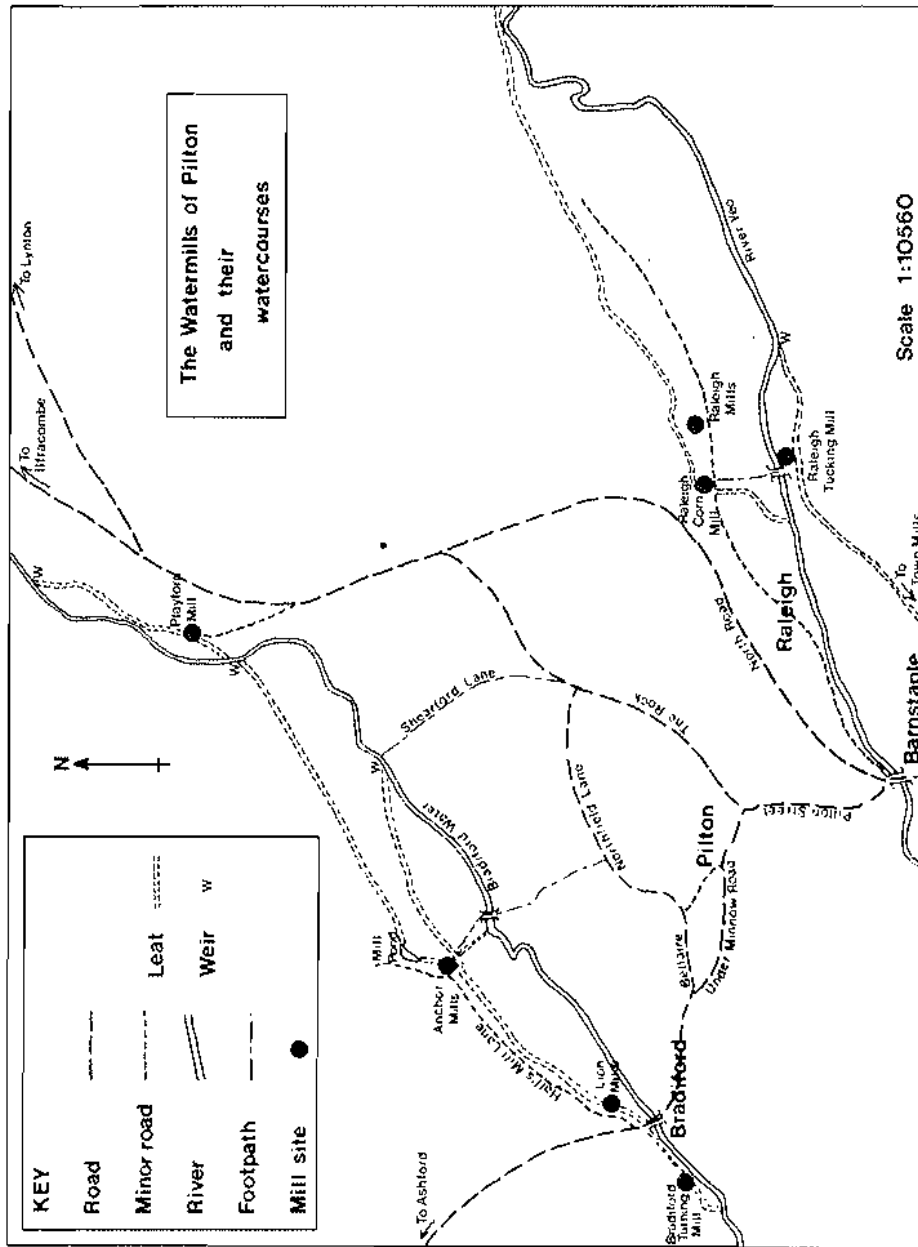 The Watermills of Pilton
and their
watercourses
KEY
Road
Minor road
River
Footpath
Mill site
Leat
Weir W
N
To Lynton
To Ilfracombe
W
Playford
Mill
W
Shearford Lane
W
Bradiford Water
Mill
Pond
Anchor
Mills
Hall's Mill Lane
Lion
Mills
Bradiford
Bradiford
Turning
Mill
To Ashford
Northfield Lane
Bellaire
Under Minnow Road
Pilton
Pilton Street
The Rock
North Road
Raleigh
Raleigh
Corn
Mill
Raleigh
Mills
Raleigh
Tucking Mill
W
River Yeo
To
Town Mills
Barnstaple
Scale 1:10560